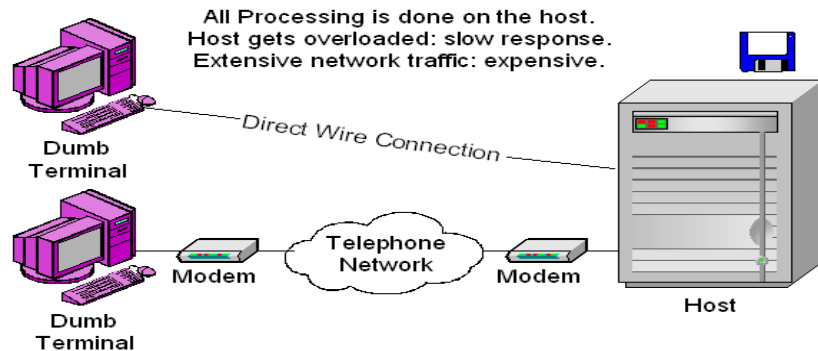 All Processing is done on the host.
Host gets overloaded: slow response.
Extensive network traffic: expensive.
Direct Wire Connection
Dumb
Terminal
Telephone
Network
Modem
Modem
Host
Dumb
Terminal